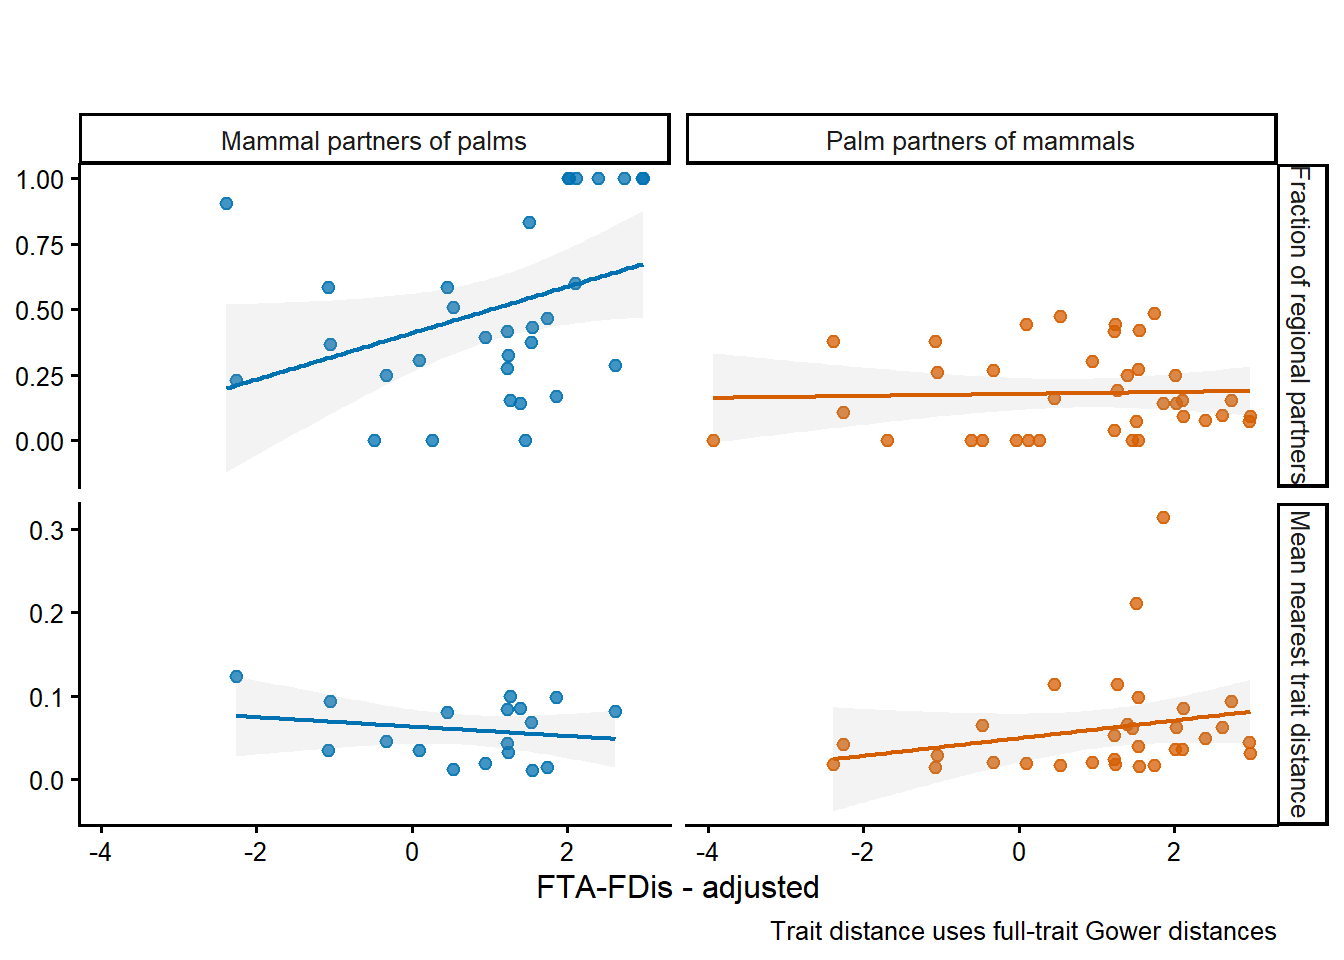 Mammal partners of palms
Palm partners of mammals
1.00
0.75
0.50
0.25
0.00
Fraction of regional partners
0.3
0.2
0.1
0.0
Mean nearest trait distance
-4 -2 0 2
-4 -2 0 2
FTA-FDis - adjusted
Trait distance uses full-trait Gower distances